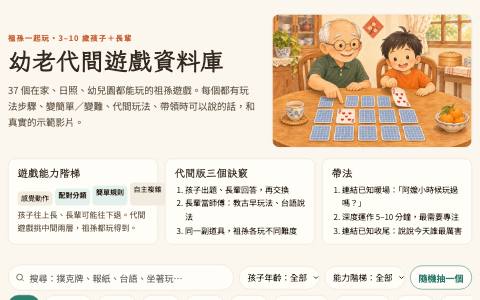 祖孫一起玩・3–10 歲孩子＋長輩
幼老代間遊戲資料庫
37 個在家、日照、幼兒園都能玩的祖孫遊戲。每個都有玩
法步驟、變簡單／變難、代間玩法、帶領時可以說的話，和
真實的示範影片。
遊戲能力階梯
感覺動作
配對分類
簡單規則
自主複雜
孩子往上長、長輩可能往下退。代間
遊戲挑中間兩層，祖孫都玩得到。
代間版三個訣竅
1. 孩子出題、長輩回答，再交換
2. 長輩當師傅：教古早玩法、台語說
法
3. 同一副道具，祖孫各玩不同難度
帶法
1. 連結已知暖場：「阿嬤小時候玩過
嗎？」
2. 深度運作 5–10 分鐘，最需要專注
3. 連結已知收尾：說說今天誰最厲害
搜尋：撲克牌、報紙、台語、坐著玩⋯
孩子年齡：全部
能力階梯：全部
隨機抽一個